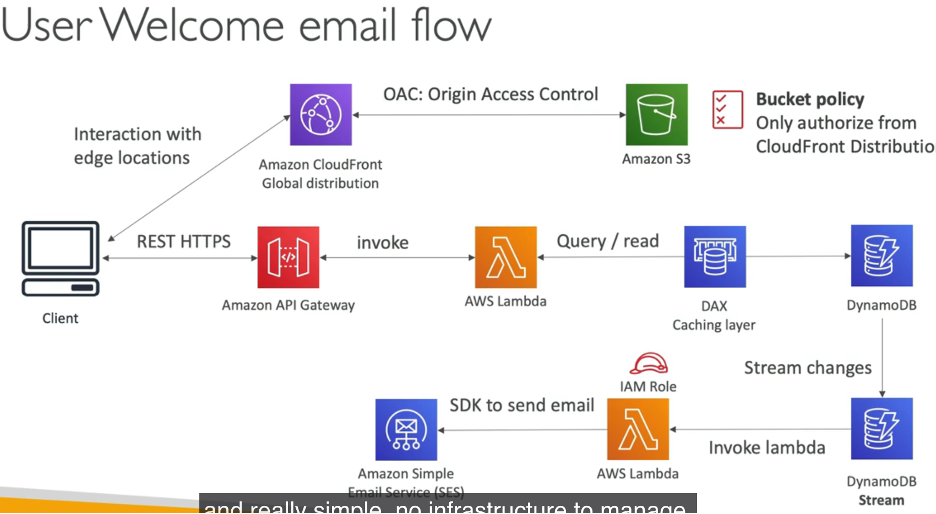 User Welcome email flow
OAC: Origin Access Control
Bucket policy
Only authorize from
CloudFront Distributio
Interaction with
edge locations
Amazon CloudFront
Global distribution
Amazon S3
REST HTTPS
invoke
Query / read
Client
Amazon API Gateway
AWS Lambda
DAX
Caching layer
DynamoDB
Stream changes
IAM Role
SDK to send email
Invoke lambda
Amazon Simple
Email Service (SES)
AWS Lambda
DynamoDB
Stream
and really simple, no infrastructure to manage